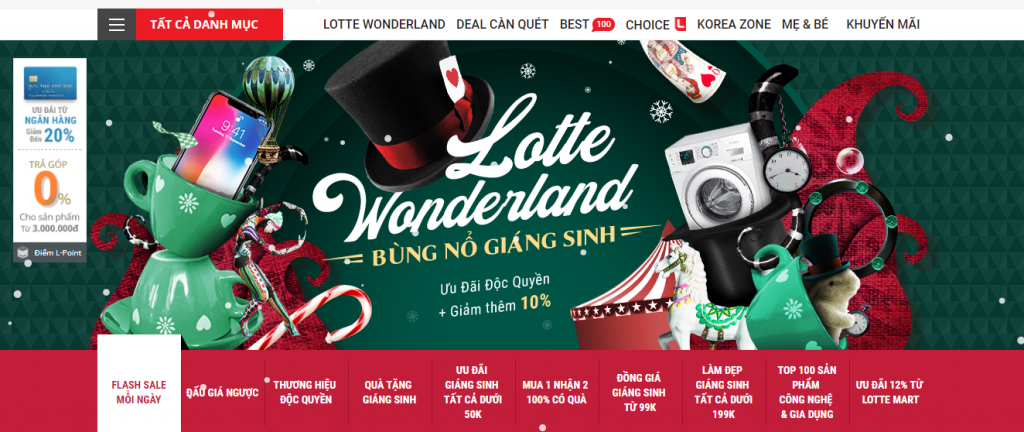 TẤT CẢ DANH MỤC
LOTTE WONDERLAND
DEAL CÀN QUÉT
BEST 100
CHOICE L
KOREA ZONE
MẸ & BÉ
KHUYẾN MÃI
ƯU ĐÃI TỪ
NGÂN HÀNG
Giảm
Đến 20%
TRẢ GÓP
0%
Cho sản phẩm
Từ 3.000.000đ
Điểm L-Point
9:41
Lotte
Wonderland
BÙNG NỔ GIÁNG SINH
Ưu Đãi Độc Quyền
+ Giảm thêm 10%
FLASH SALE
MỖI NGÀY
ĐẤU GIÁ NGƯỢC
THƯƠNG HIỆU
ĐỘC QUYỀN
QUÀ TẶNG
GIÁNG SINH
ƯU ĐÃI
GIÁNG SINH
TẤT CẢ DƯỚI
50K
MUA 1 NHẬN 2
100% CÓ QUÀ
ĐỒNG GIÁ
GIÁNG SINH
TỪ 99K
LÀM ĐẸP
GIÁNG SINH
TẤT CẢ DƯỚI
199K
TOP 100 SẢN
PHẨM
CÔNG NGHỆ
& GIA DỤNG
ƯU ĐÃI 12% TỪ
LOTTE MART